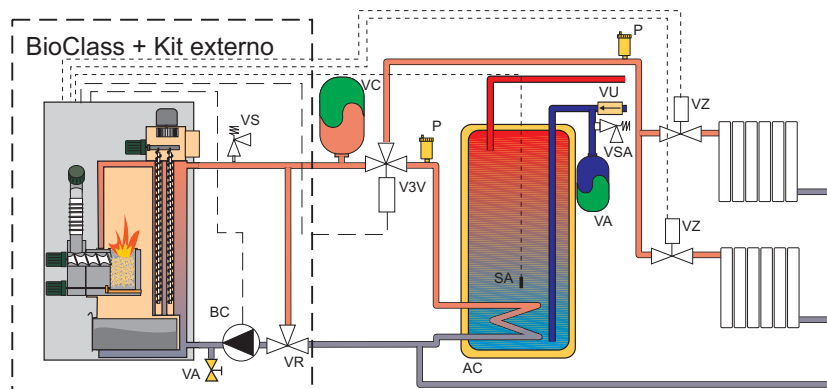 BioClass + Kit externo
P
VC
VU
VZ
VS
P
VSA
V3V
VA
VZ
SA
BC
VR
AC
VA